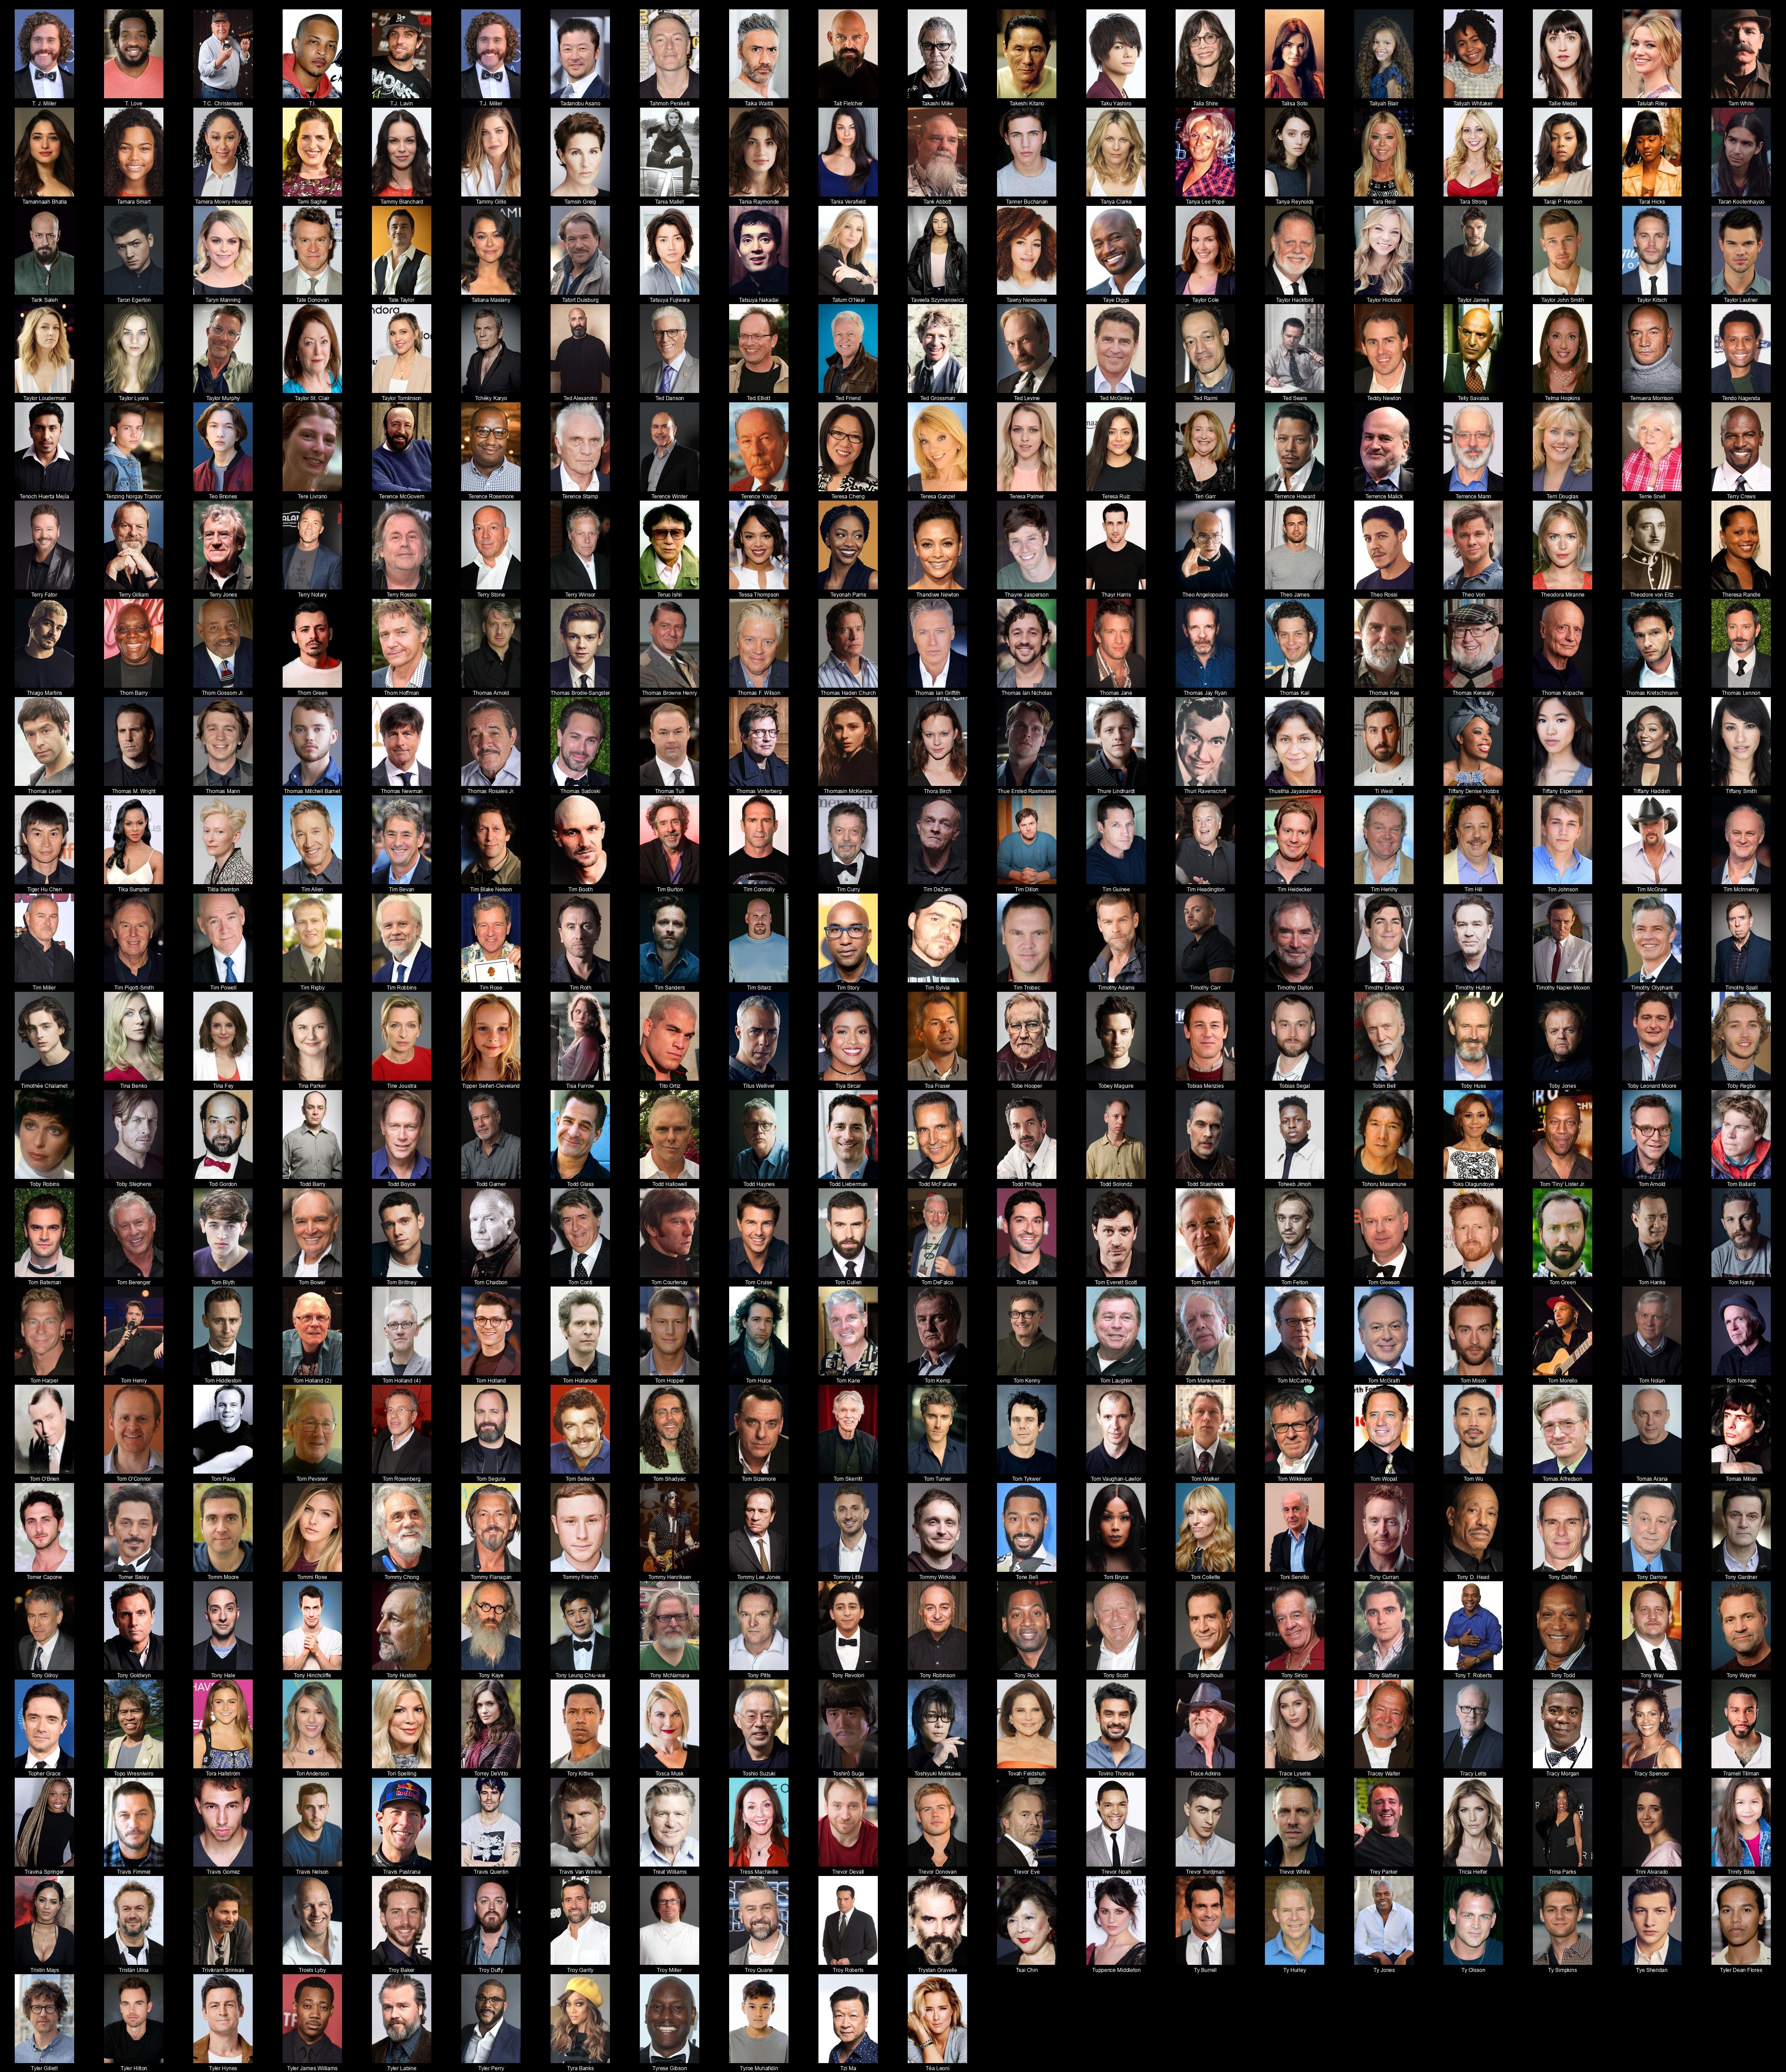 T. J. Miller T. Love T.C. Christensen T.I. T.J. Lavin T.J. Miller Tadanobu Asano Tahmoh Penikett Taika Waititi Tait Fletcher Takashi Miike Takeshi Kitano Taku Yashiro Talia Shire Talisa Soto Taliyah Blair Taliyah Whitaker Tallie Medel Talulah Riley Tam White
Tamannaah Bhatia Tamara Smart Tamera Mowry-Housley Tami Sagher Tammy Blanchard Tammy Gillis Tamsin Greig Tania Mallet Tania Raymonde Tania Verafield Tank Abbott Tanner Buchanan Tanya Clarke Tanya Lee Pope Tanya Reynolds Tara Reid Tara Strong Taraji P. Henson Taral Hicks Taran Kootenhayoo
Tarik Saleh Taron Egerton Taryn Manning Tate Donovan Tate Taylor Tatiana Maslany Tatort Duisburg Tatsuya Fujiwara Tatsuya Nakadai Tatum O'Neal Taveeta Szymanowicz Tawny Newsome Taye Diggs Taylor Cole Taylor Hackford Taylor Hickson Taylor James Taylor John Smith Taylor Kitsch Taylor Lautner
Taylor Louderman Taylor Lyons Taylor Murphy Taylor St. Clair Taylor Tomlinson Tchéky Karyo Ted Alexandro Ted Danson Ted Elliott Ted Friend Ted Grossman Ted Levine Ted McGinley Ted Raimi Ted Sears Teddy Newton Telly Savalas Telma Hopkins Temuera Morrison Tendo Nagenda
Tenoch Huerta Mejía Tenzing Norgay Trainor Teo Briones Tere Livrano Terence McGovern Terence Rosemore Terence Stamp Terence Winter Terence Young Teresa Cheng Teresa Ganzel Teresa Palmer Teresa Ruiz Teri Garr Terrence Howard Terrence Malick Terrence Mann Terri Douglas Terrie Snell Terry Crews
Terry Fator Terry Gilliam Terry Jones Terry Notary Terry Rossio Terry Stone Terry Winsor Teruo Ishii Tessa Thompson Teyonah Parris Thandiwe Newton Thayne Jasperson Thayr Harris Theo Angelopoulos Theo James Theo Rossi Theo Von Theodora Miranne Theodore von Eltz Theresa Randle
Thiago Martins Thom Barry Thom Gossom Jr. Thom Green Thom Hoffman Thomas Arnold Thomas Brodie-Sangster Thomas Browne Henry Thomas F. Wilson Thomas Haden Church Thomas Ian Griffith Thomas Ian Nicholas Thomas Jane Thomas Jay Ryan Thomas Kail Thomas Kee Thomas Keneally Thomas Kopache Thomas Kretschmann Thomas Lennon
Thomas Levin Thomas M. Wright Thomas Mann Thomas Mitchell Barnet Thomas Newman Thomas Rosales Jr. Thomas Sadoski Thomas Tull Thomas Vinterberg Thomasin McKenzie Thora Birch Thue Ersted Rasmussen Thure Lindhardt Thurl Ravenscroft Thusitha Jayasundera Ti West Tiffany Denise Hobbs Tiffany Espensen Tiffany Haddish Tiffany Smith
Tiger Hu Chen Tika Sumpter Tilda Swinton Tim Allen Tim Bevan Tim Blake Nelson Tim Booth Tim Burton Tim Connolly Tim Curry Tim DeZarn Tim Dillon Tim Guinee Tim Headington Tim Heidecker Tim Herlihy Tim Hill Tim Johnson Tim McGraw Tim McInnerny
Tim Miller Tim Pigott-Smith Tim Powell Tim Rigby Tim Robbins Tim Rose Tim Roth Tim Sanders Tim Sitarz Tim Story Tim Sylvia Tim Trobec Timothy Adams Timothy Carr Timothy Dalton Timothy Dowling Timothy Hutton Timothy Napier Moxon Timothy Olyphant Timothy Spall
Timothée Chalamet Tina Benko Tina Fey Tina Parker Tine Joustra Tipper Seifert-Cleveland Tisa Farrow Tito Ortiz Titus Welliver Tiya Sircar Toa Fraser Tobe Hooper Tobey Maguire Tobias Menzies Tobias Segal Tobin Bell Toby Huss Toby Jones Toby Leonard Moore Toby Regbo
Toby Robins Toby Stephens Tod Gordon Todd Barry Todd Boyce Todd Garner Todd Glass Todd Hallowell Todd Haynes Todd Lieberman Todd McFarlane Todd Phillips Todd Solondz Todd Stashwick Toheeb Jimoh Tohoru Masamune Toks Olagundoye Tom 'Tiny' Lister Jr. Tom Arnold Tom Ballard
Tom Bateman Tom Berenger Tom Blyth Tom Bower Tom Brittney Tom Chadbon Tom Conti Tom Courtenay Tom Cruise Tom Cullen Tom DeFalco Tom Ellis Tom Everett Scott Tom Everett Tom Felton Tom Gleeson Tom Goodman-Hill Tom Green Tom Hanks Tom Hardy
Tom Harper Tom Henry Tom Hiddleston Tom Holland (2) Tom Holland (4) Tom Holland Tom Hollander Tom Hopper Tom Hulce Tom Kane Tom Kemp Tom Kenny Tom Laughlin Tom Mankiewicz Tom McCarthy Tom McGrath Tom Mison Tom Morello Tom Nolan Tom Noonan
Tom O'Brien Tom O'Connor Tom Papa Tom Pevsner Tom Rosenberg Tom Segura Tom Selleck Tom Shadyac Tom Sizemore Tom Skerritt Tom Turner Tom Tykwer Tom Vaughan-Lawlor Tom Walker Tom Wilkinson Tom Wopat Tom Wu Tomas Alfredson Tomas Arana Tomas Milian
Tomer Capone Tomer Sisley Tomm Moore Tommi Rose Tommy Chong Tommy Flanagan Tommy French Tommy Henriksen Tommy Lee Jones Tommy Little Tommy Wirkola Tone Bell Toni Bryce Toni Collette Toni Servillo Tony Curran Tony D. Head Tony Dalton Tony Darrow Tony Gardner
Tony Gilroy Tony Goldwyn Tony Hale Tony Hinchcliffe Tony Huston Tony Kaye Tony Leung Chiu-wai Tony McNamara Tony Pitts Tony Revolori Tony Robinson Tony Rock Tony Scott Tony Shalhoub Tony Sirico Tony Slattery Tony T. Roberts Tony Todd Tony Way Tony Wayne
Topher Grace Topo Wresniwiro Tora Hallström Tori Anderson Tori Spelling Torrey DeVitto Tory Kittles Tosca Musk Toshio Suzuki Toshirô Suga Toshiyuki Morikawa Tovah Feldshuh Tovino Thomas Trace Adkins Trace Lysette Tracey Walter Tracy Letts Tracy Morgan Tracy Spencer Tramell Tillman
Travina Springer Travis Fimmel Travis Gomez Travis Nelson Travis Pastrana Travis Quentin Travis Van Winkle Treat Williams Tress MacNeille Trevor Devall Trevor Donovan Trevor Eve Trevor Noah Trevor Tordjman Trevor White Trey Parker Tricia Helfer Trina Parks Trini Alvarado Trinity Bliss
Tristin Mays Tristán Ulloa Trivikram Srinivas Troels Lyby Troy Baker Troy Duffy Troy Garity Troy Miller Troy Quane Troy Roberts Trystan Gravelle Tsai Chin Tuppence Middleton Ty Burrell Ty Hurley Ty Jones Ty Olsson Ty Simpkins Tye Sheridan Tyler Dean Flores
Tyler Gillett Tyler Hilton Tyler Hynes Tyler James Williams Tyler Labine Tyler Perry Tyra Banks Tyrese Gibson Tyroe Muhafidin Tzi Ma Téa Leoni